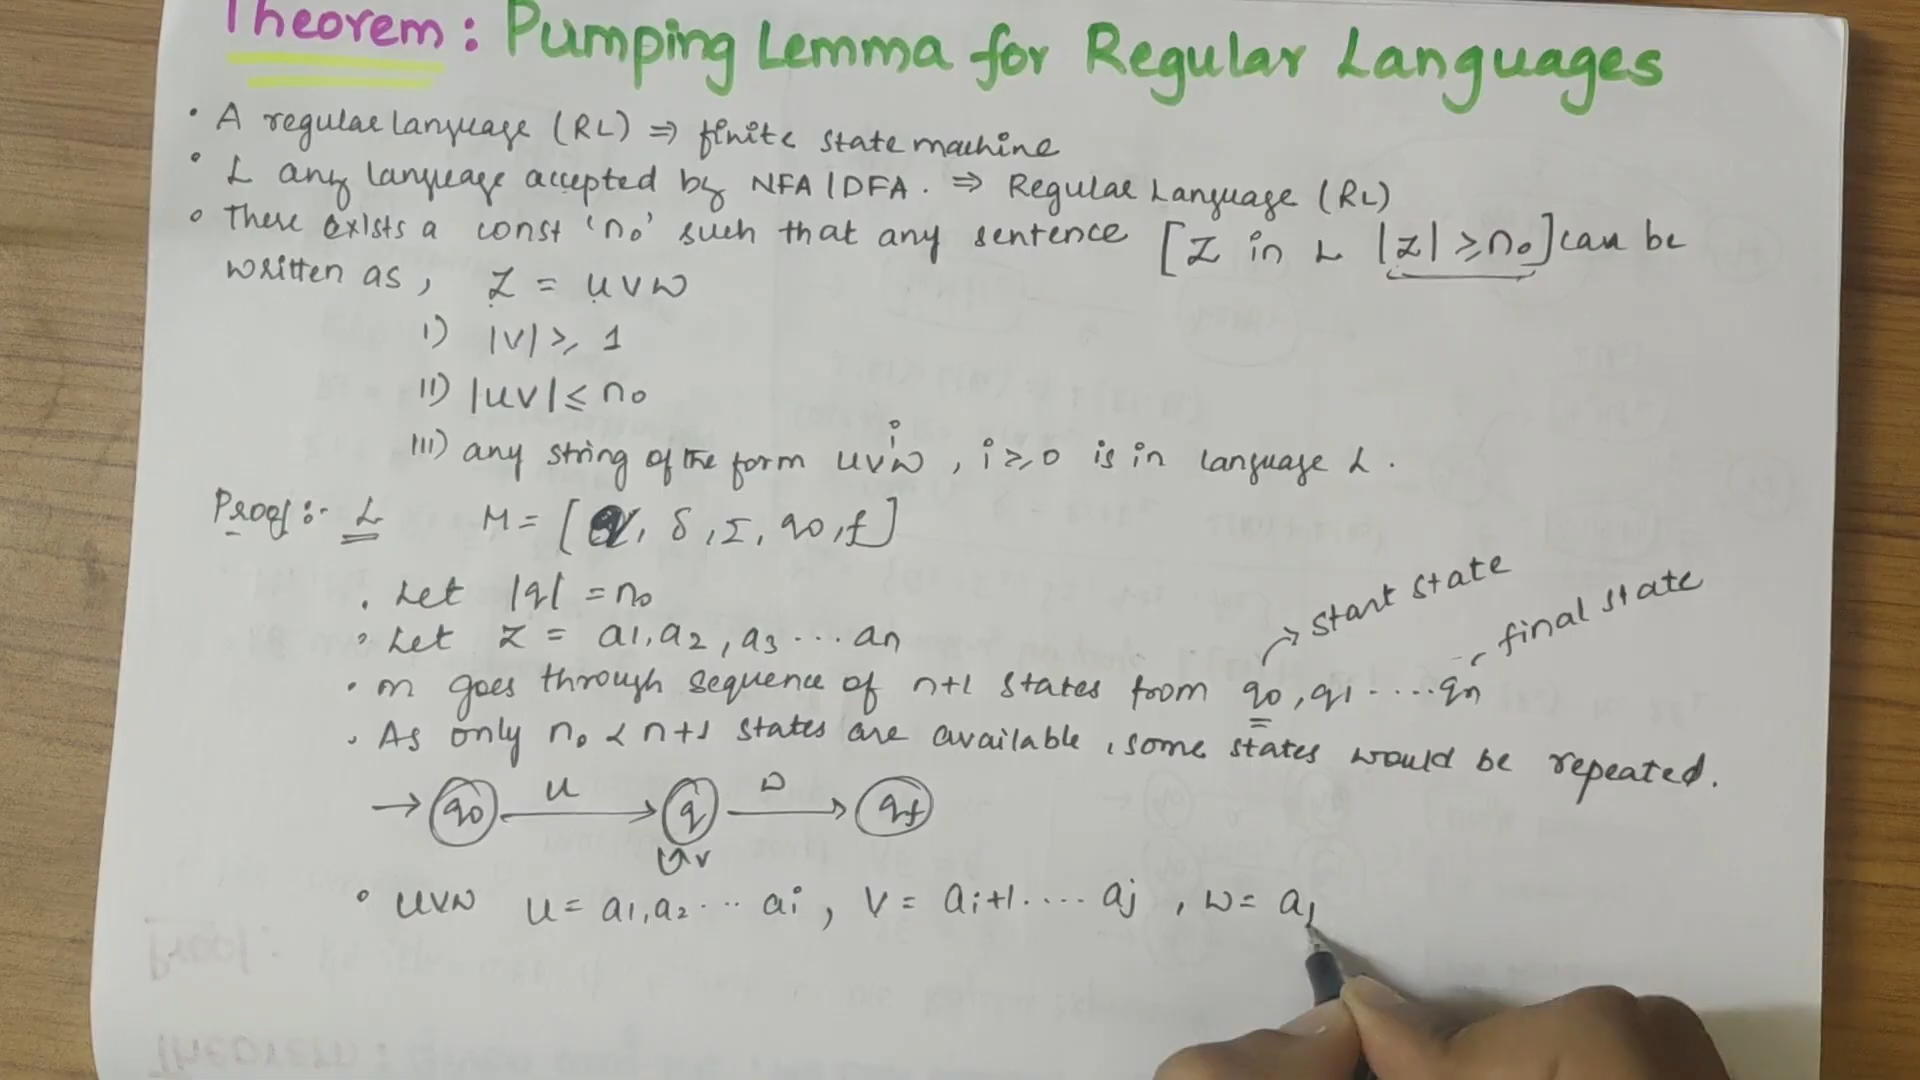 Theorem : Pumping Lemma for Regular Languages
• A regular language (RL) ⇒ finite state machine
• L any language accepted by NFA|DFA. ⇒ Regular Language (RL)
• There exists a const 'n₀' such that any sentence [Z in L |z| ≥ n₀] can be
written as, Z = uvw
i) |v| ≥ 1
ii) |uv| ≤ n₀
iii) any string of the form uvⁱw, i ≥ 0 is in language L.
Proof :- L M = [Q, δ, Σ, q0, f]
start state
final state
• Let |q| = n₀
• Let z = a1, a2, a3 ... an
• m goes through sequence of n+1 states from q0, q1 ..... qn
• As only n₀ < n+1 states are available, some states would be repeated.
→ q0 u → q w → qf
v
• uvw u = a1, a2 ... ai, v = ai+1 .... aj, w = aj